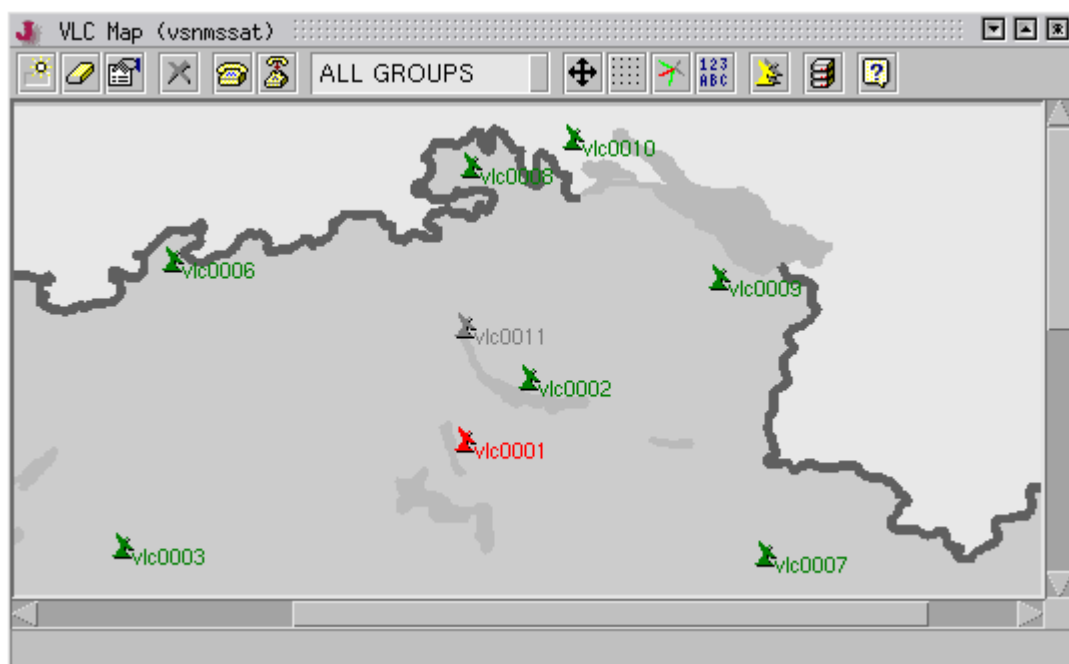 VLC Map (vsnmssat)
ALL GROUPS
123
ABC
vlc0010
vlc0008
vlc0006
vlc0009
vlc0011
vlc0002
vlc0001
vlc0003
vlc0007